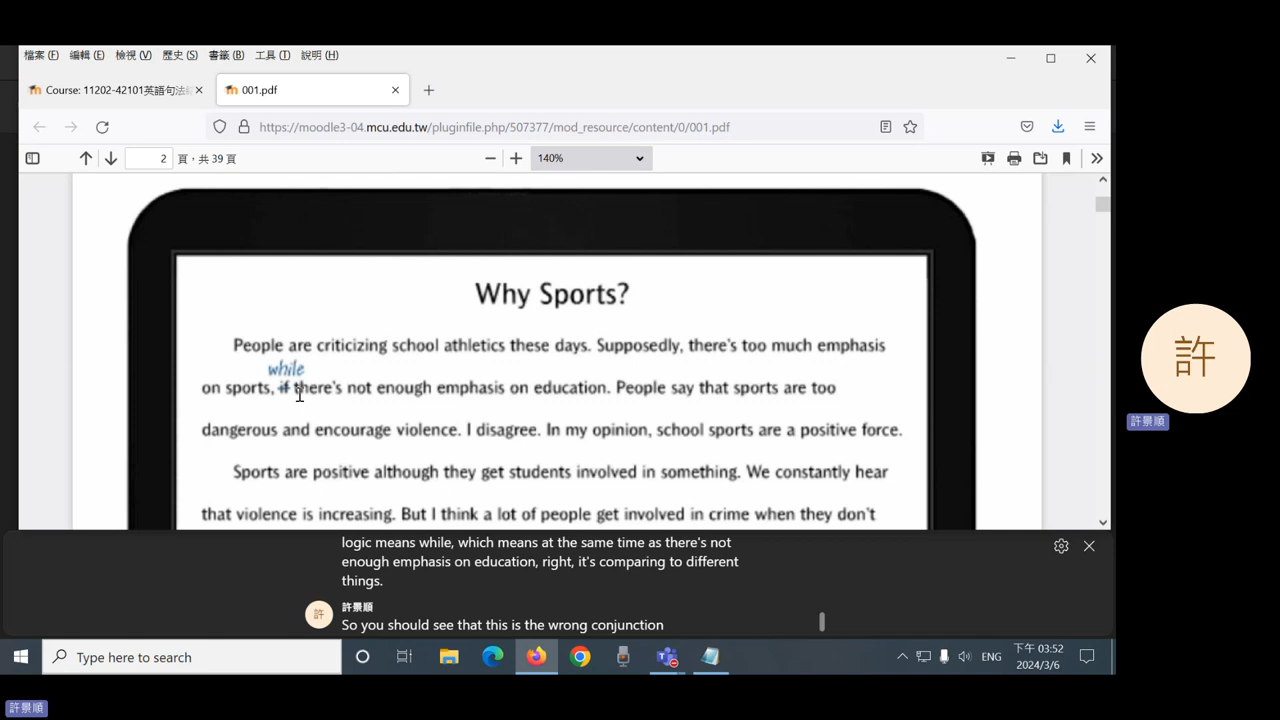 檔案 (F) 編輯 (E) 檢視 (V) 歷史 (S) 書籤 (B) 工具 (T) 說明 (H)
Course: 11202-42101英語句法結
001.pdf
https://moodle3-04.mcu.edu.tw/pluginfile.php/507377/mod_resource/content/0/001.pdf
2 頁，共 39 頁
140%
Why Sports?
People are criticizing school athletics these days. Supposedly, there's too much emphasis
while
on sports, if there's not enough emphasis on education. People say that sports are too
dangerous and encourage violence. I disagree. In my opinion, school sports are a positive force.
Sports are positive although they get students involved in something. We constantly hear
that violence is increasing. But I think a lot of people get involved in crime when they don't
許
許景順
logic means while, which means at the same time as there's not
enough emphasis on education, right, it's comparing to different
things.
許 許景順
So you should see that this is the wrong conjunction
Type here to search
ENG
下午 03:52
2024/3/6
許景順